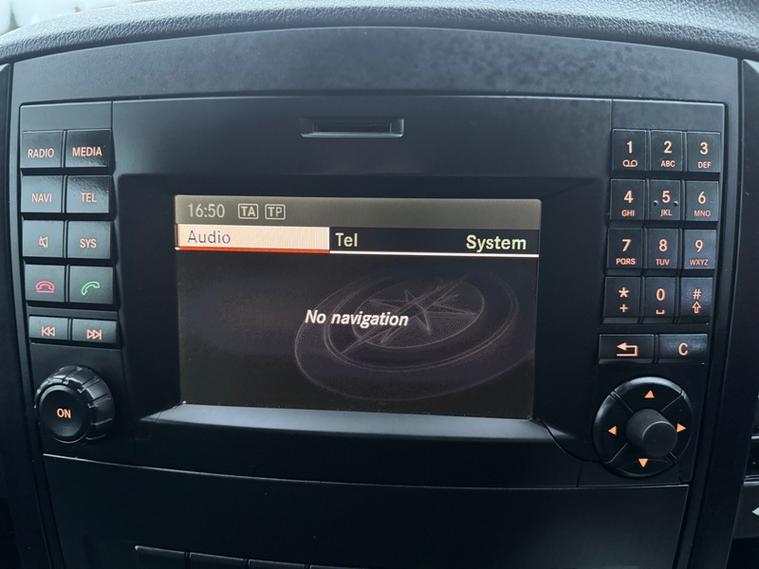 RADIO MEDIA
NAVI TEL
SYS
ON
16:50 TA TP
Audio Tel System
No navigation
1 2 ABC 3 DEF
4 GHI 5 JKL 6 MNO
7 PQRS 8 TUV 9 WXYZ
* + 0 #
C